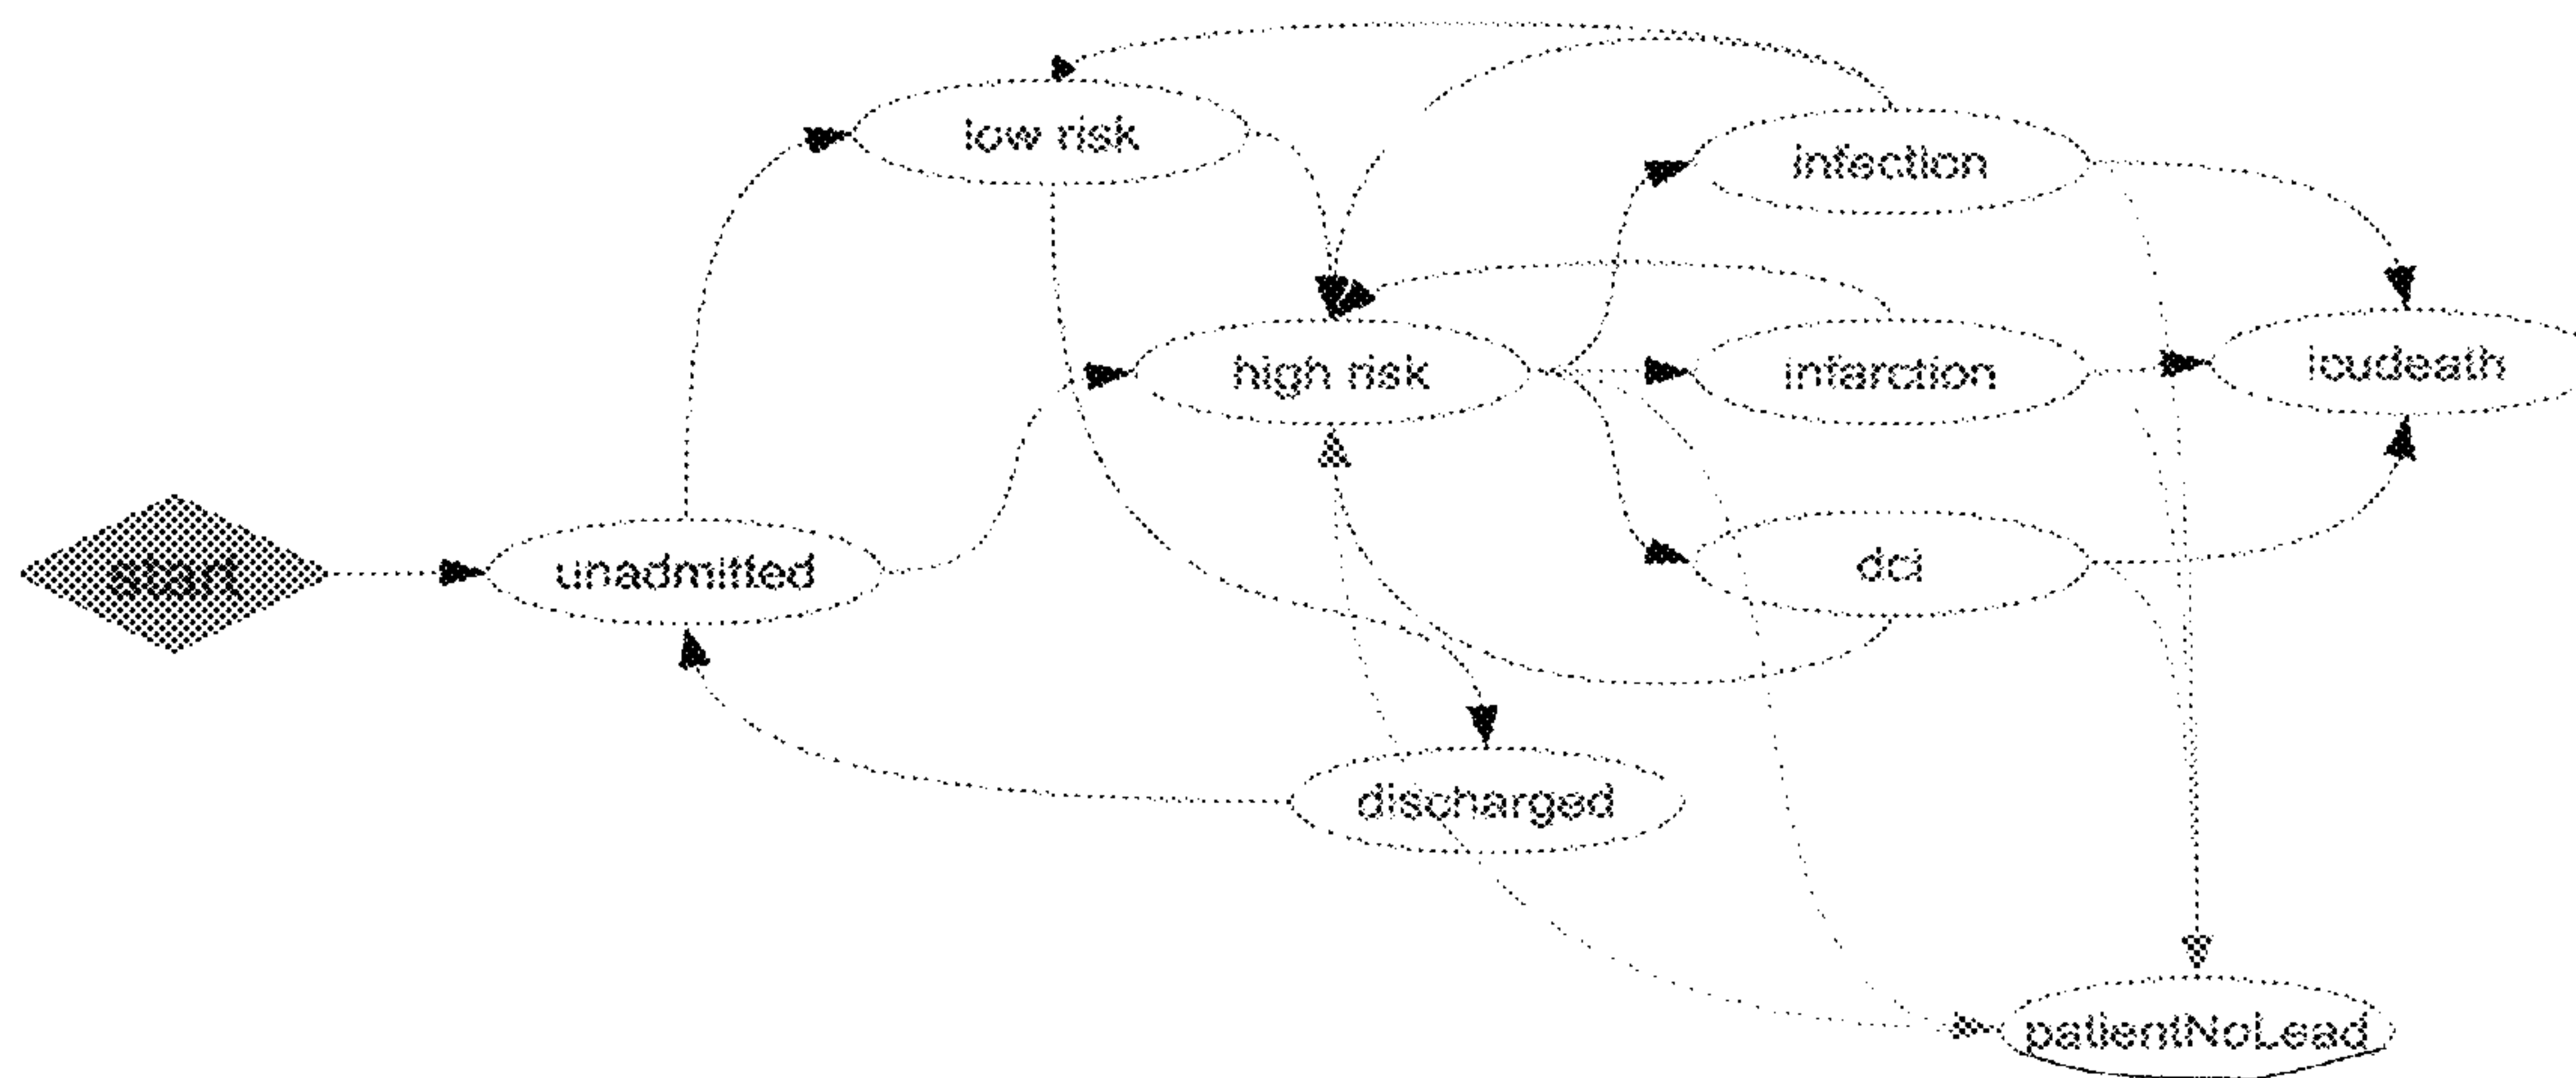 low risk
infection
high risk
infarction
icudeath
start
unadmitted
dci
discharged
patientNoLead